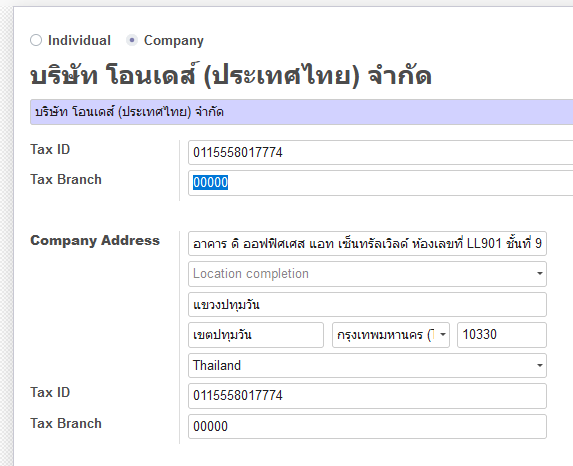 Individual Company
บริษัท โอนเดส์ (ประเทศไทย) จำกัด
บริษัท โอนเดส์ (ประเทศไทย) จำกัด
Tax ID 0115558017774
Tax Branch 00000
Company Address อาคาร ดิ ออฟฟิศเศส แอท เซ็นทรัลเวิลด์ ห้องเลขที่ LL901 ชั้นที่ 9
Location completion
แขวงปทุมวัน
เขตปทุมวัน กรุงเทพมหานคร ( 10330
Thailand
Tax ID 0115558017774
Tax Branch 00000